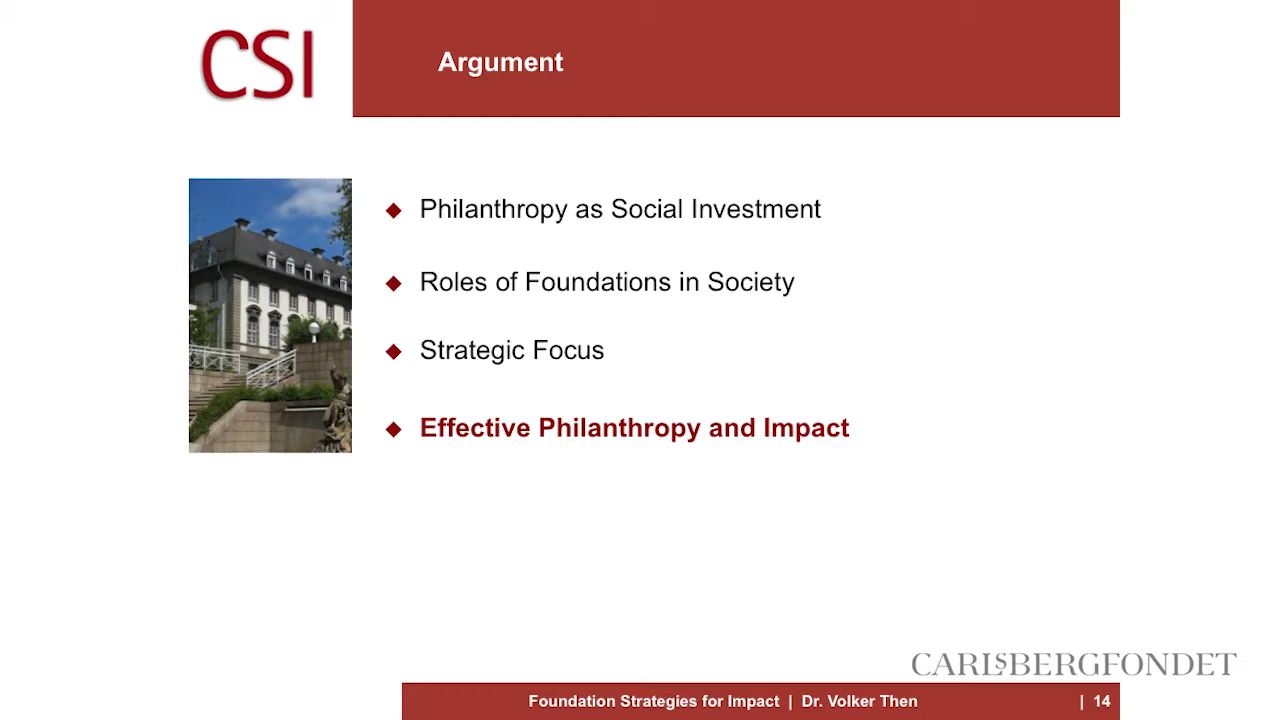 CSI
Argument
Philanthropy as Social Investment
Roles of Foundations in Society
Strategic Focus
Effective Philanthropy and Impact
CARLSBERGFONDET
Foundation Strategies for Impact | Dr. Volker Then | 14